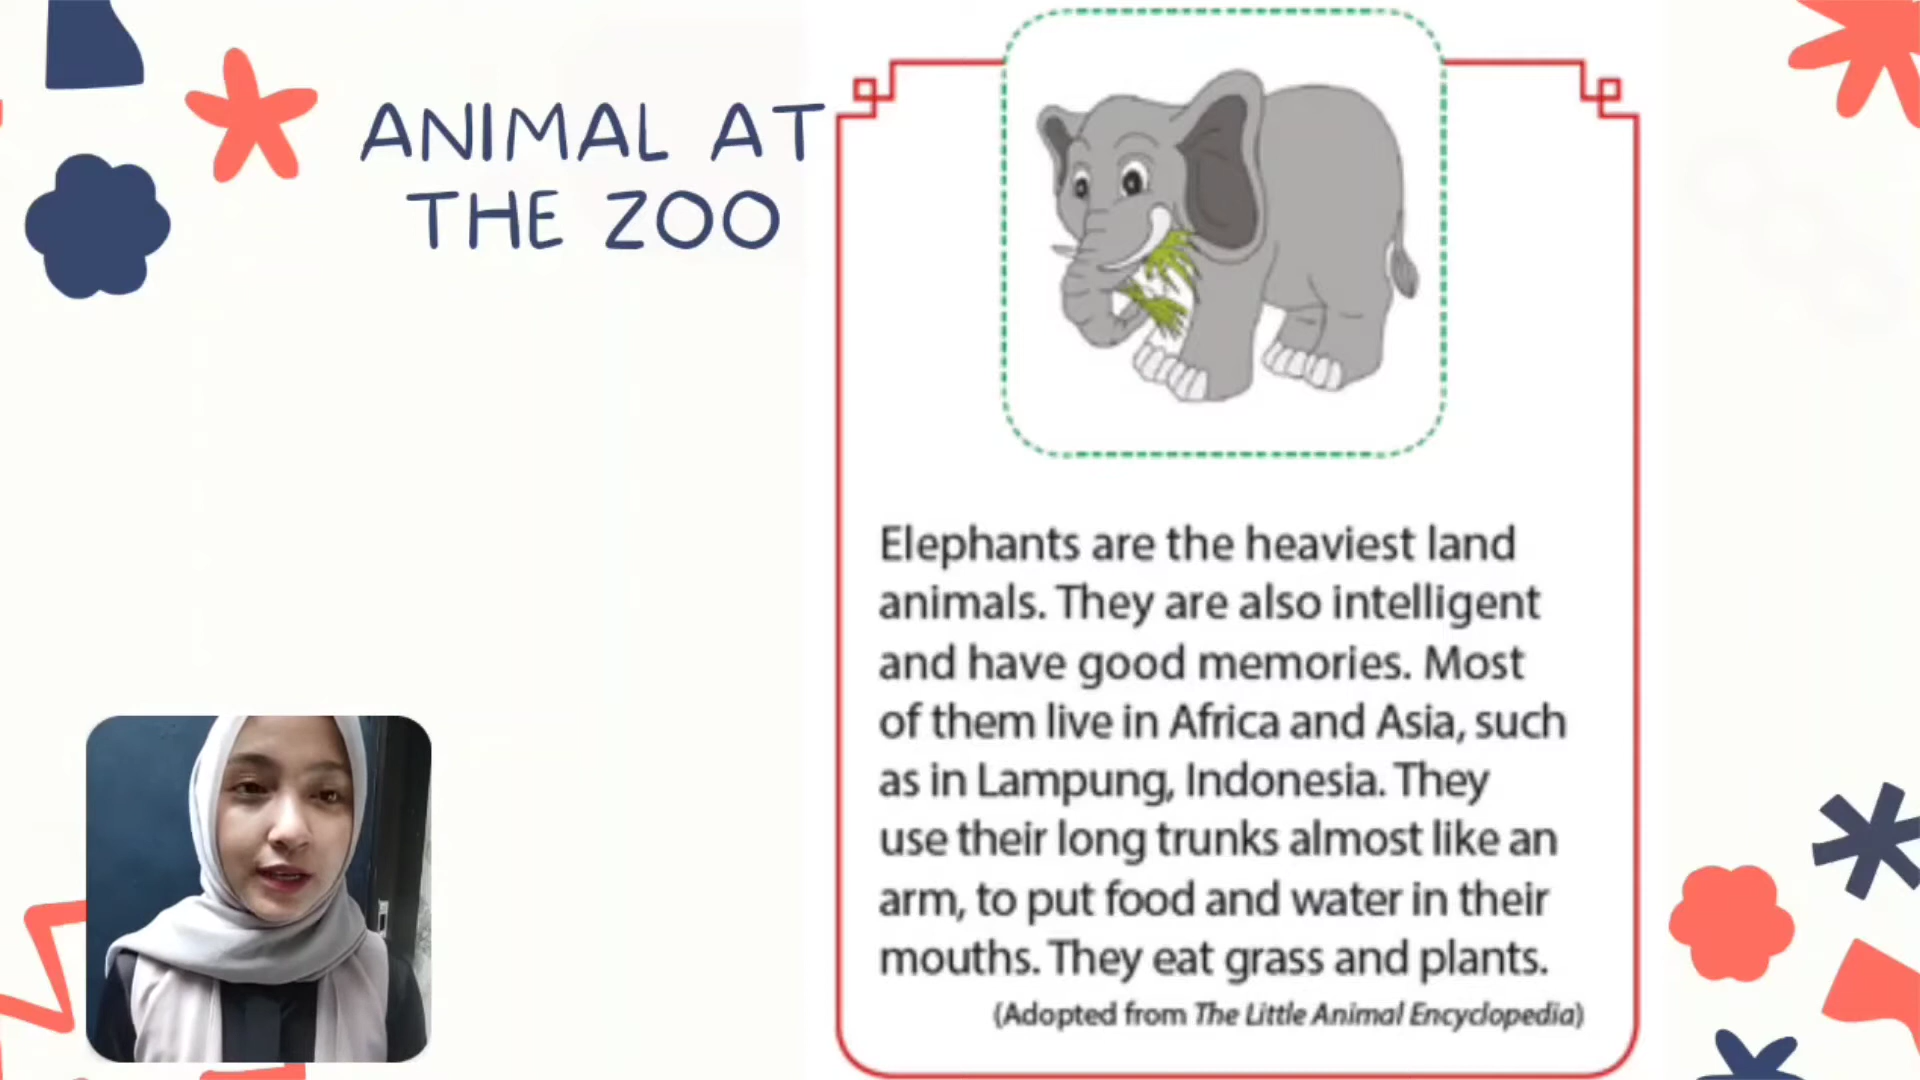 ANIMAL AT
THE ZOO
Elephants are the heaviest land
animals. They are also intelligent
and have good memories. Most
of them live in Africa and Asia, such
as in Lampung, Indonesia. They
use their long trunks almost like an
arm, to put food and water in their
mouths. They eat grass and plants.
(Adopted from The Little Animal Encyclopedia)